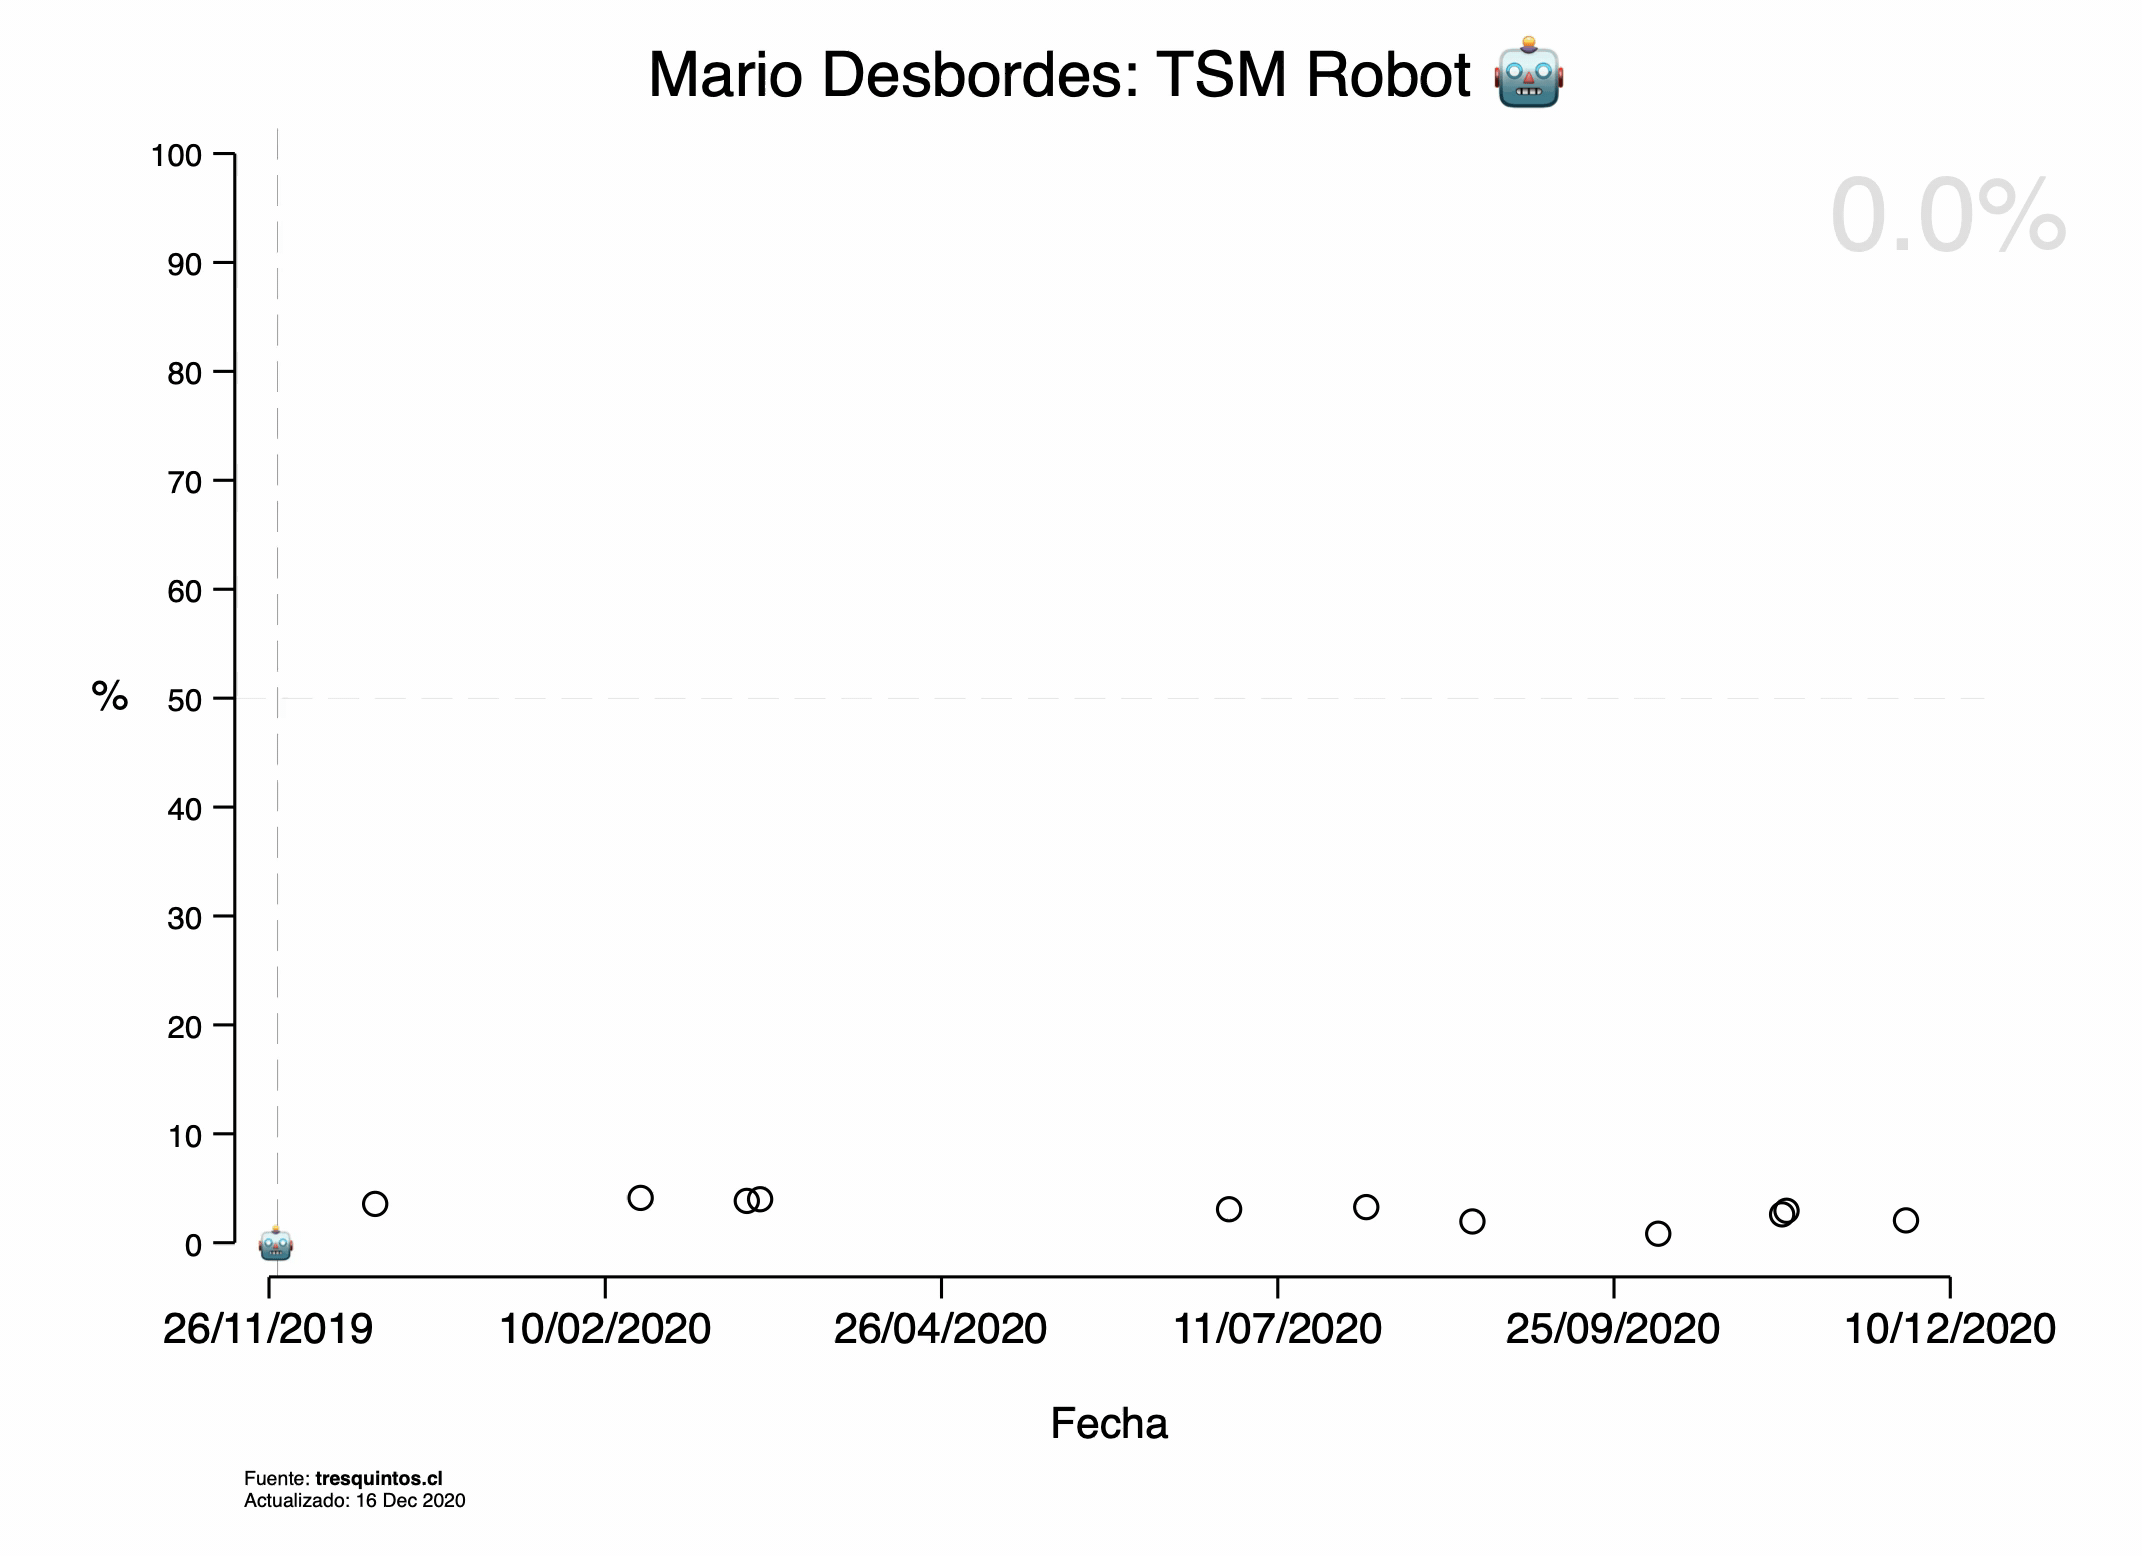 Mario Desbordes: TSM Robot 🤖
0.0%
100
90
80
70
60
50
40
30
20
10
0
%
26/11/2019 10/02/2020 26/04/2020 11/07/2020 25/09/2020 10/12/2020
Fecha
Fuente: tresquintos.cl
Actualizado: 16 Dec 2020